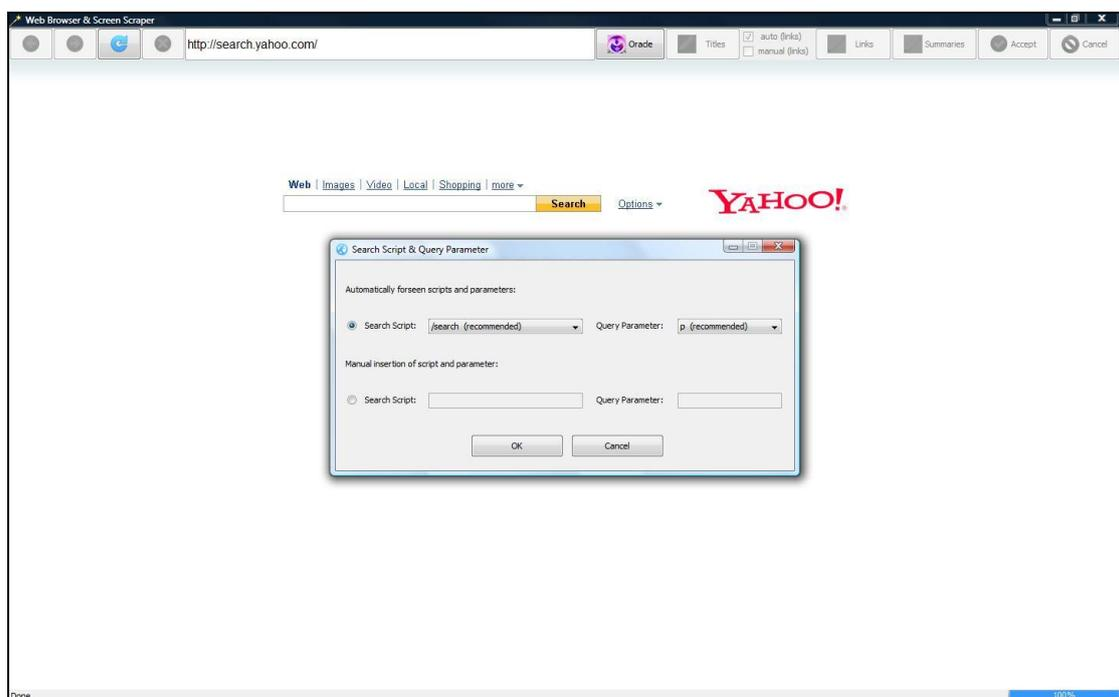 Web Browser & Screen Scraper
http://search.yahoo.com/ Oracle Titles auto (links) manual (links) Links Summaries Accept Cancel
Web | Images | Video | Local | Shopping | more
Search Options YAHOO!
Search Script & Query Parameter
Automatically forseen scripts and parameters:
Search Script: /search (recommended) Query Parameter: p (recommended)
Manual insertion of script and parameter:
Search Script: Query Parameter:
OK Cancel
Done 100%